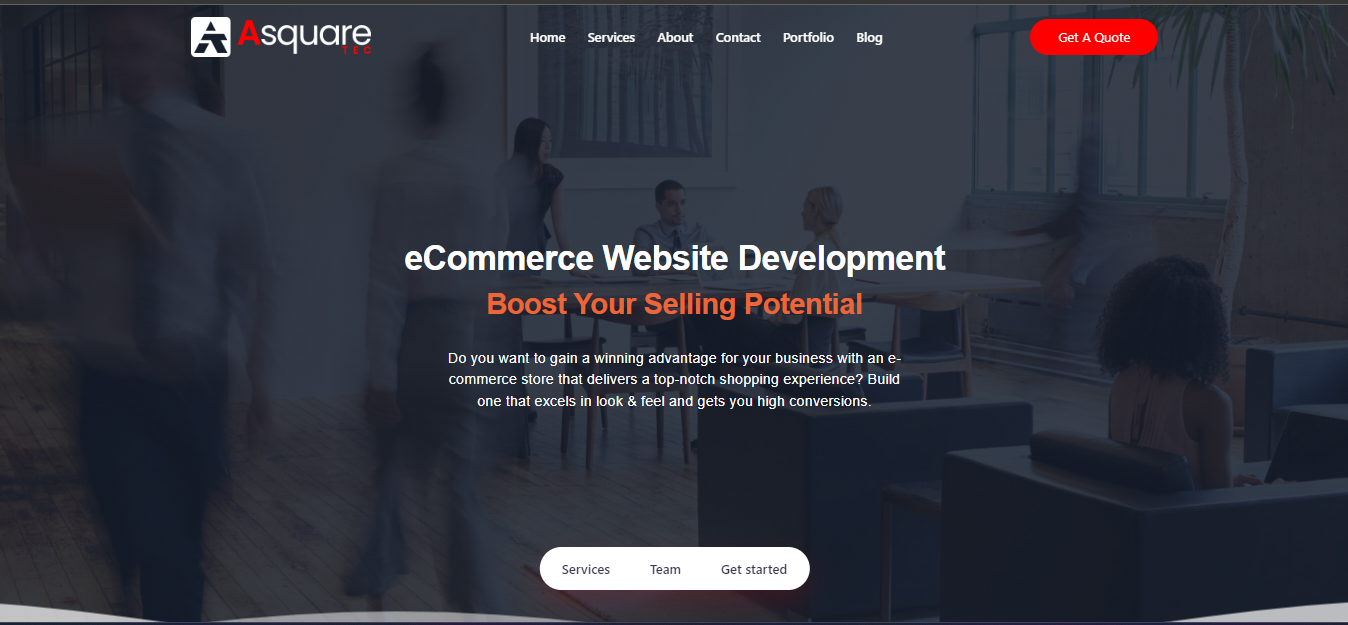 Asquare
TEC
Home Services About Contact Portfolio Blog
Get A Quote
eCommerce Website Development
Boost Your Selling Potential
Do you want to gain a winning advantage for your business with an e-
commerce store that delivers a top-notch shopping experience? Build
one that excels in look & feel and gets you high conversions.
Services Team Get started